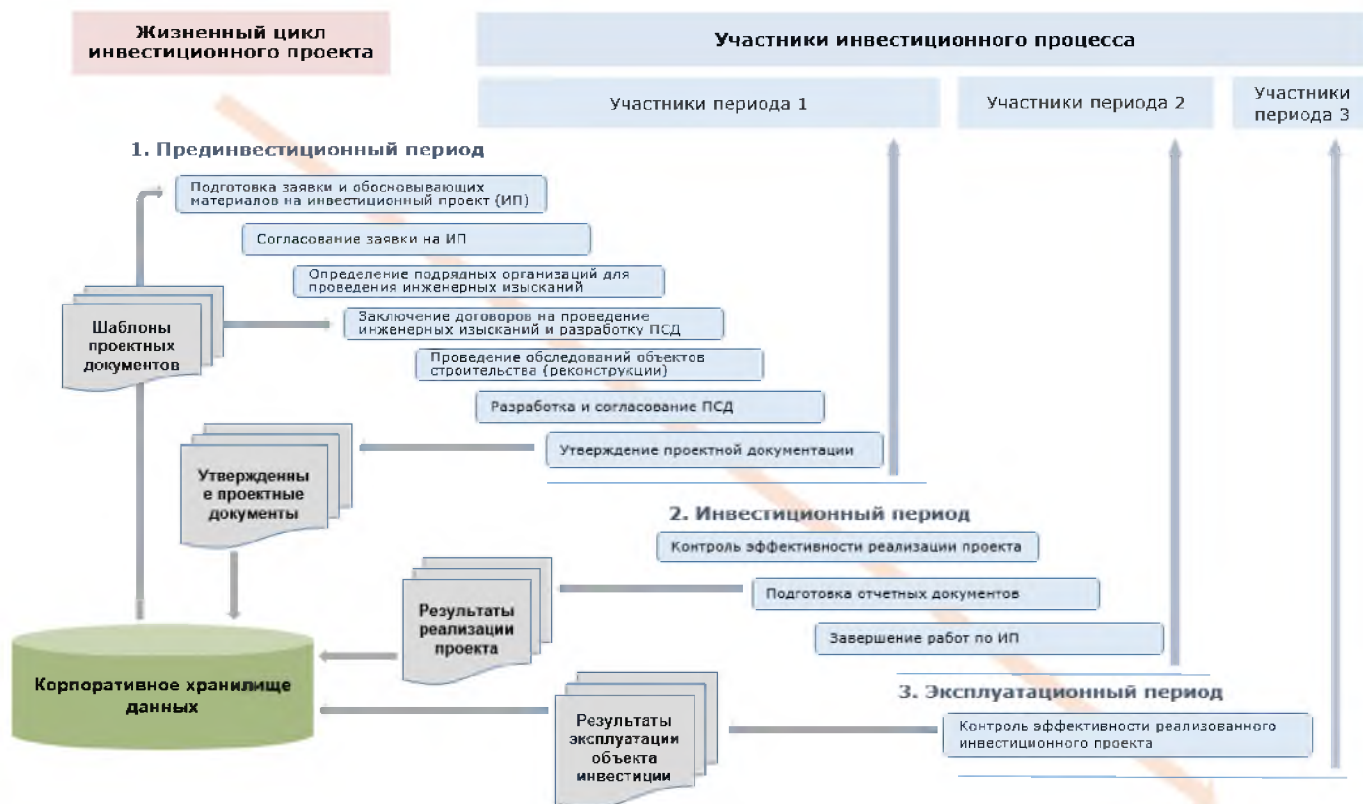 Жизненный цикл
инвестиционного проекта
Участники инвестиционного процесса
Участники периода 1
Участники периода 2
Участники
периода 3
1. Прединвестиционный период
Подготовка заявки и обосновывающих
материалов на инвестиционный проект (ИП)
Согласование заявки на ИП
Определение подрядных организаций для
проведения инженерных изысканий
Заключение договоров на проведение
инженерных изысканий и разработку ПСД
Шаблоны
проектных
документов
Проведение обследований объектов
строительства (реконструкции)
Разработка и согласование ПСД
Утверждение проектной документации
Утвержденны
е проектные
документы
2. Инвестиционный период
Контроль эффективности реализации проекта
Подготовка отчетных документов
Завершение работ по ИП
Результаты
реализации
проекта
Корпоративное хранилище
данных
3. Эксплуатационный период
Контроль эффективности реализованного
инвестиционного проекта
Результаты
эксплуатации
объекта
инвестиции